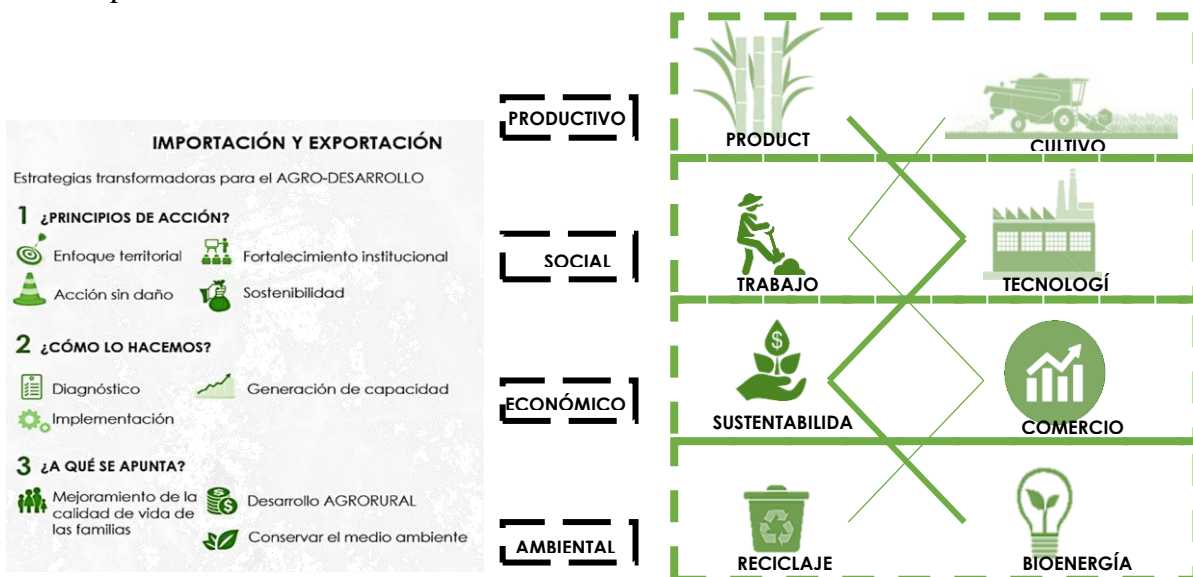 IMPORTACIÓN Y EXPORTACIÓN
Estrategias transformadoras para el AGRO-DESARROLLO
1 ¿PRINCIPIOS DE ACCIÓN?
Enfoque territorial
Fortalecimiento institucional
Acción sin daño
Sostenibilidad
2 ¿CÓMO LO HACEMOS?
Diagnóstico
Generación de capacidad
Implementación
3 ¿A QUÉ SE APUNTA?
Mejoramiento de la
calidad de vida de
las familias
Desarrollo AGRORURAL
Conservar el medio ambiente
PRODUCTIVO
SOCIAL
ECONÓMICO
AMBIENTAL
PRODUCT
CULTIVO
TRABAJO
TECNOLOGÍ
$
SUSTENTABILIDA
COMERCIO
RECICLAJE
BIOENERGÍA